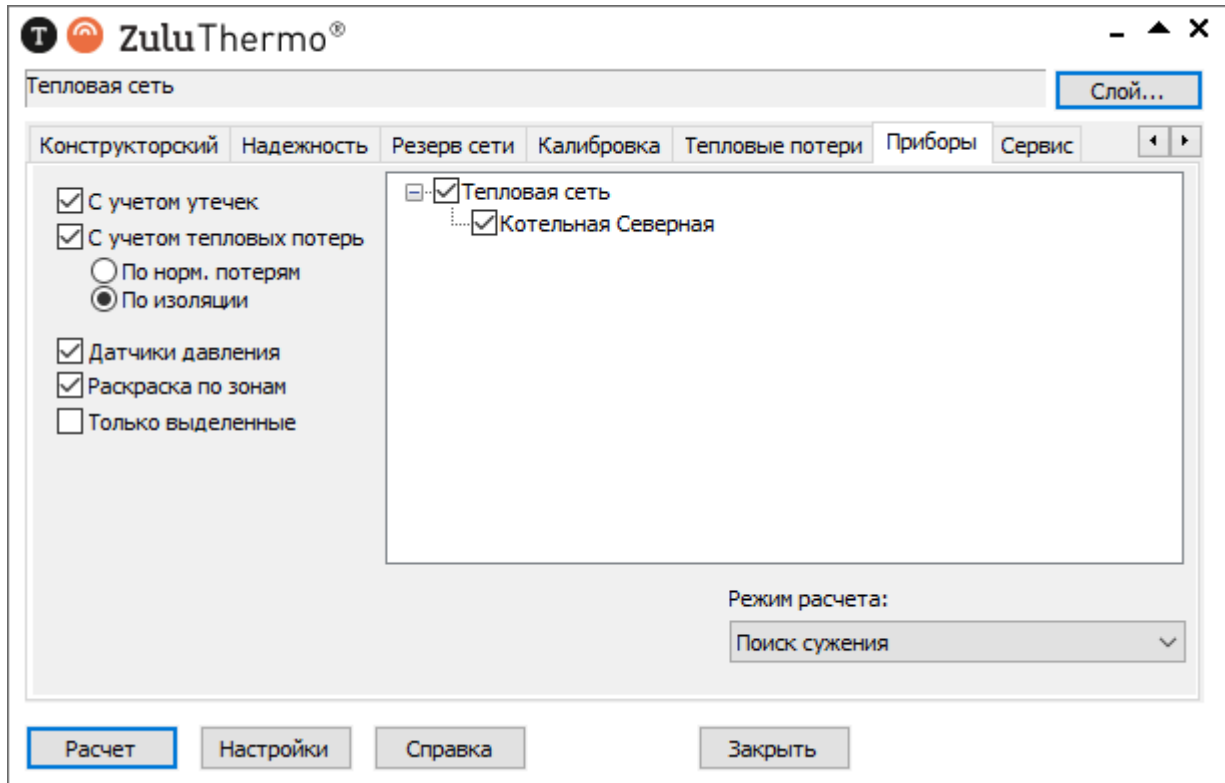 T ZuluThermo®
Тепловая сеть
Слой...
Конструкторский Надежность Резерв сети Калибровка Тепловые потери Приборы Сервис
С учетом утечек
С учетом тепловых потерь
По норм. потерям
По изоляции
Датчики давления
Раскраска по зонам
Только выделенные
Тепловая сеть
Котельная Северная
Режим расчета:
Поиск сужения
Расчет Настройки Справка Закрыть